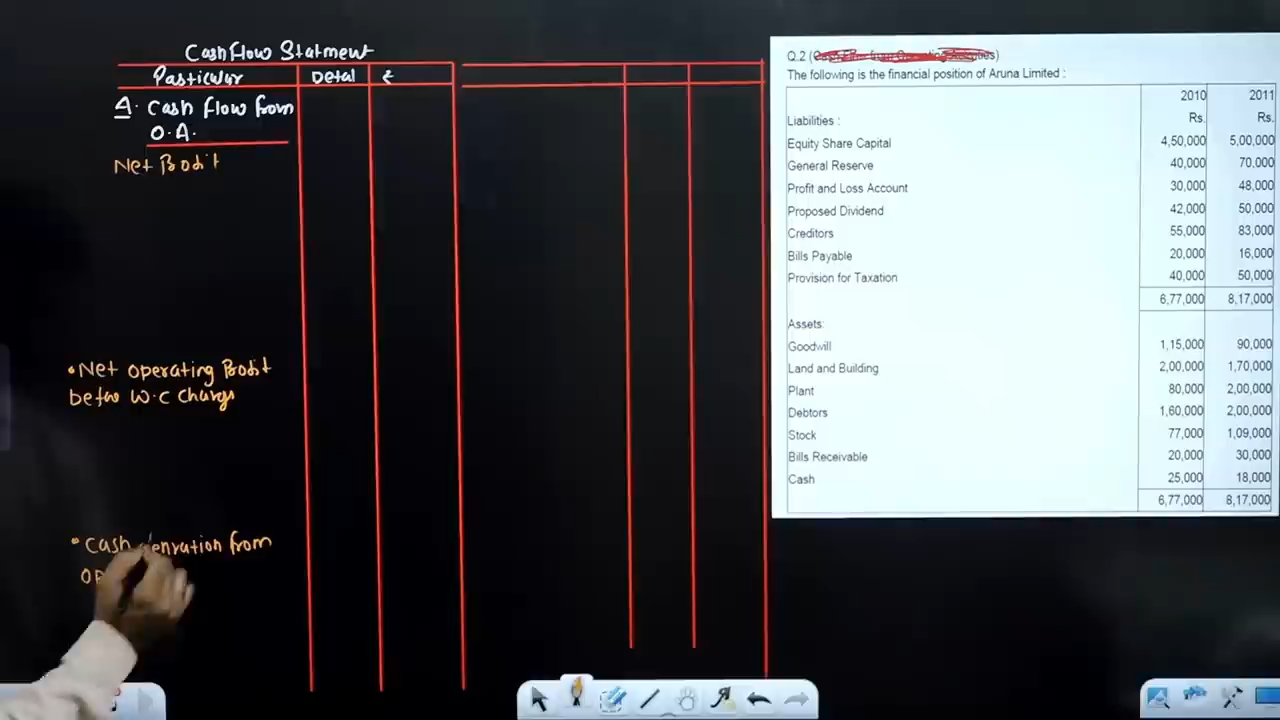 Cash flow Statment
Particular Detal ₹
A. Cash flow from
O.A.
Net Profit
• Net operating Profit
before W.C Charge
• Cash from
OP
Q.2
The following is the financial position of Aruna Limited :
2010 2011
Rs. Rs.
Liabilities :
Equity Share Capital 4,50,000 5,00,000
General Reserve 40,000 70.000
Profit and Loss Account 30,000 48,000
Proposed Dividend 42,000 50,000
Creditors 55,000 83,000
Bills Payable 20,000 16,000
Provision for Taxation 40,000 50,000
6,77,000 8,17,000
Assets:
Goodwill 1,15,000 90,000
Land and Building 2,00,000 1,70,000
Plant 80,000 2,00,000
Debtors 1,60,000 2,00,000
Stock 77,000 1,09,000
Bills Receivable 20,000 30,000
Cash 25,000 18,000
6,77,000 8,17,000